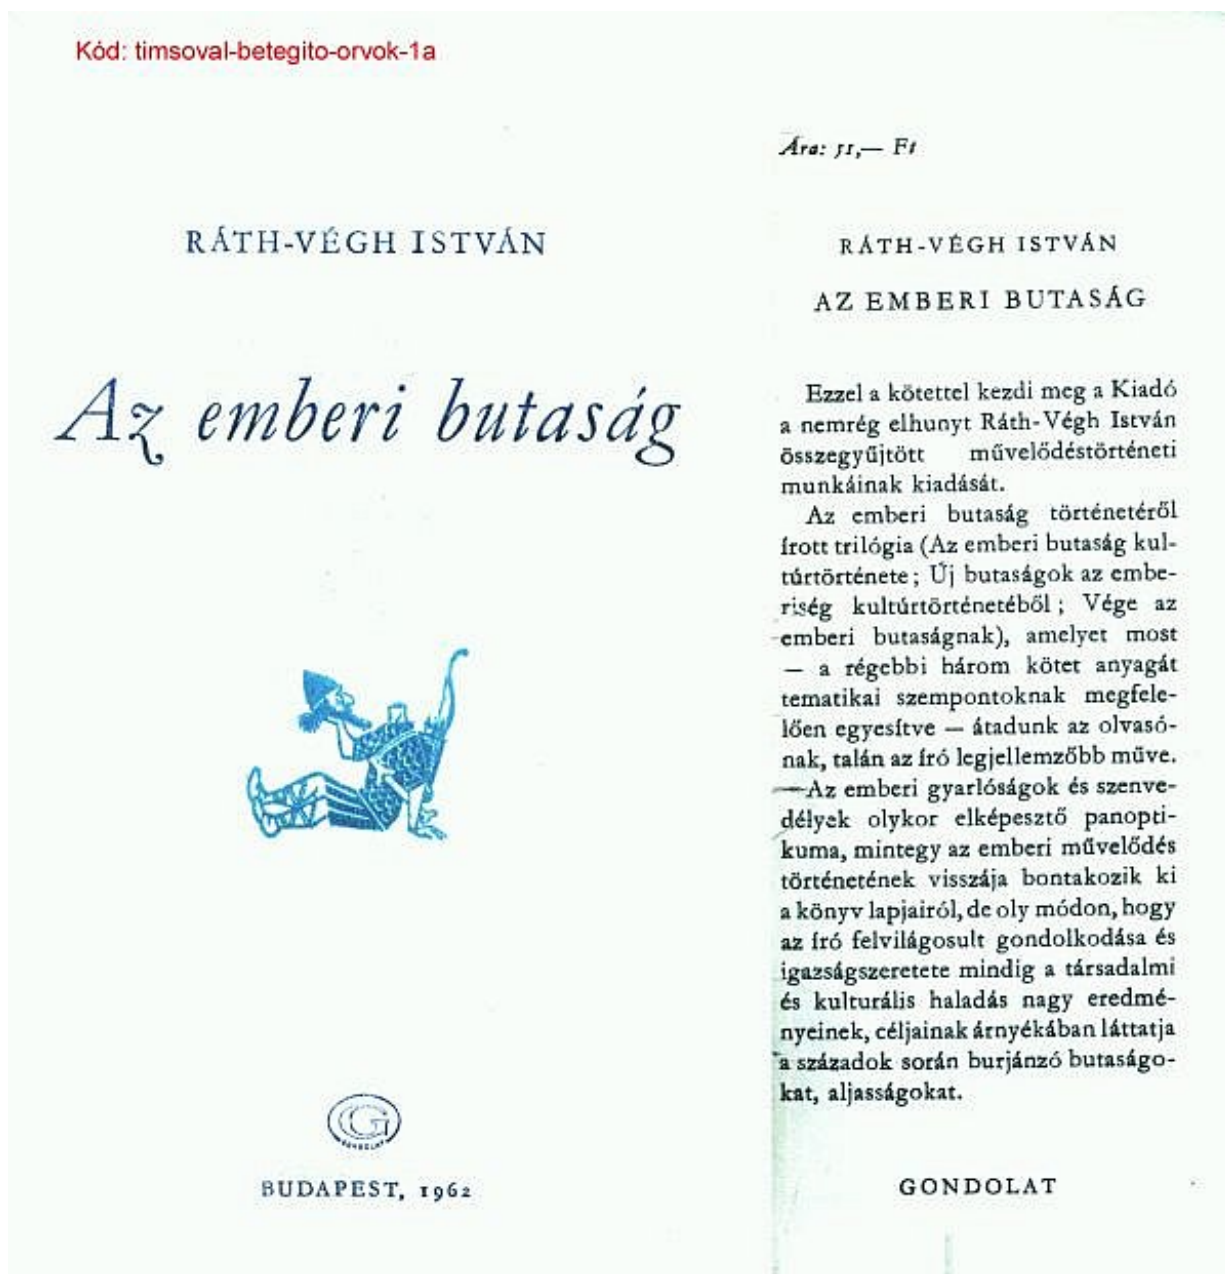 Kód: timsoval-betegito-orvok-1a
RÁTH-VÉGH ISTVÁN
Az emberi butaság
GONDOLAT
BUDAPEST, 1962
Ára: 51,— Ft
RÁTH-VÉGH ISTVÁN
AZ EMBERI BUTASÁG
Ezzel a kötettel kezdi meg a Kiadó
a nemrég elhunyt Ráth-Végh István
összegyűjtött művelődéstörténeti
munkáinak kiadását.
Az emberi butaság történetéről
írott trilógia (Az emberi butaság kul-
túrtörténete; Új butaságok az embe-
riség kultúrtörténetéből; Vége az
emberi butaságnak), amelyet most
— a régebbi három kötet anyagát
tematikai szempontoknak megfele-
lően egyesítve — átadunk az olvasó-
nak, talán az író legjellemzőbb műve.
Az emberi gyarlóságok és szenve-
délyek olykor elképesztő panopti-
kuma, mintegy az emberi művelődés
történetének visszája bontakozik ki
a könyv lapjairól, de oly módon, hogy
az író felvilágosult gondolkodása és
igazságszeretete mindig a társadalmi
és kulturális haladás nagy eredmé-
nyeinek, céljainak árnyékában láttatja
a századok során burjánzó butaságo-
kat, aljasságokat.
GONDOLAT